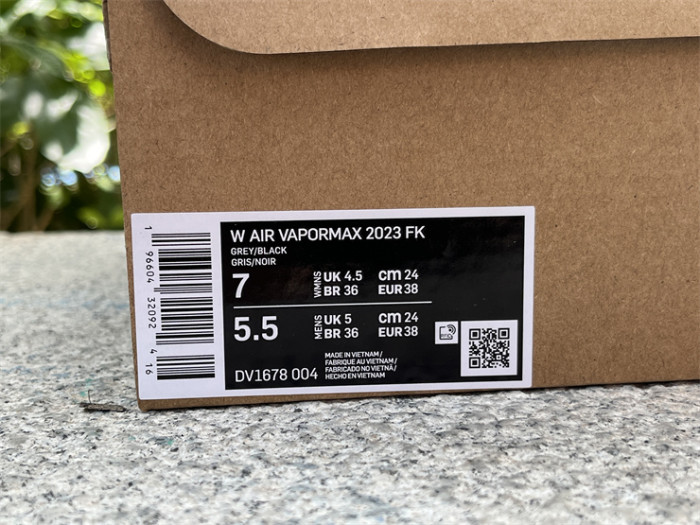 W AIR VAPORMAX 2023 FK
GREY/BLACK
GRIS/NOIR
7 WMNS UK 4.5 cm 24
BR 36 EUR 38
5.5 MENS UK 5 cm 24
BR 36 EUR 38
DV1678 004
MADE IN VIETNAM/
FABRIQUE AU VIETNAM/
FABRICADO NO VIETNÃ/
HECHO EN VIETNAM
1 96604 32092 4 16